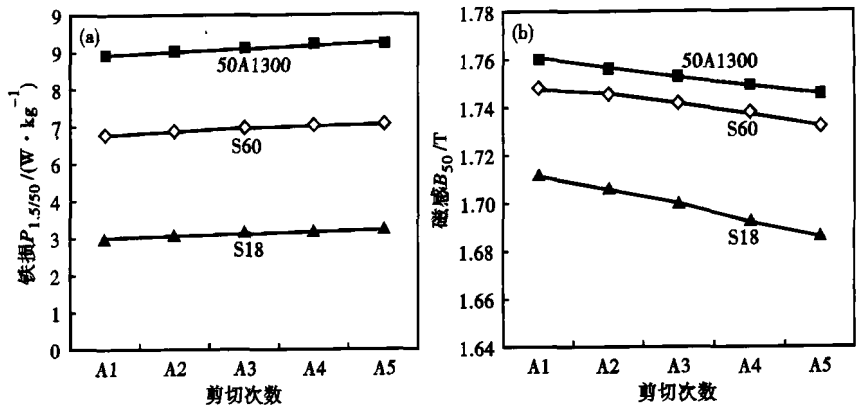 (a)
9
9
8
7
6
4
3
2
1
0
50A1300
S60
S18
铁损P1.5/50/(W·kg−1)
A1 A2 A3 A4 A5
剪切次数
(b)
1.78
1.76
1.74
1.72
1.70
1.68
1.66
1.64
50A1300
S60
S18
磁感B50/T
A1 A2 A3 A4 A5
剪切次数